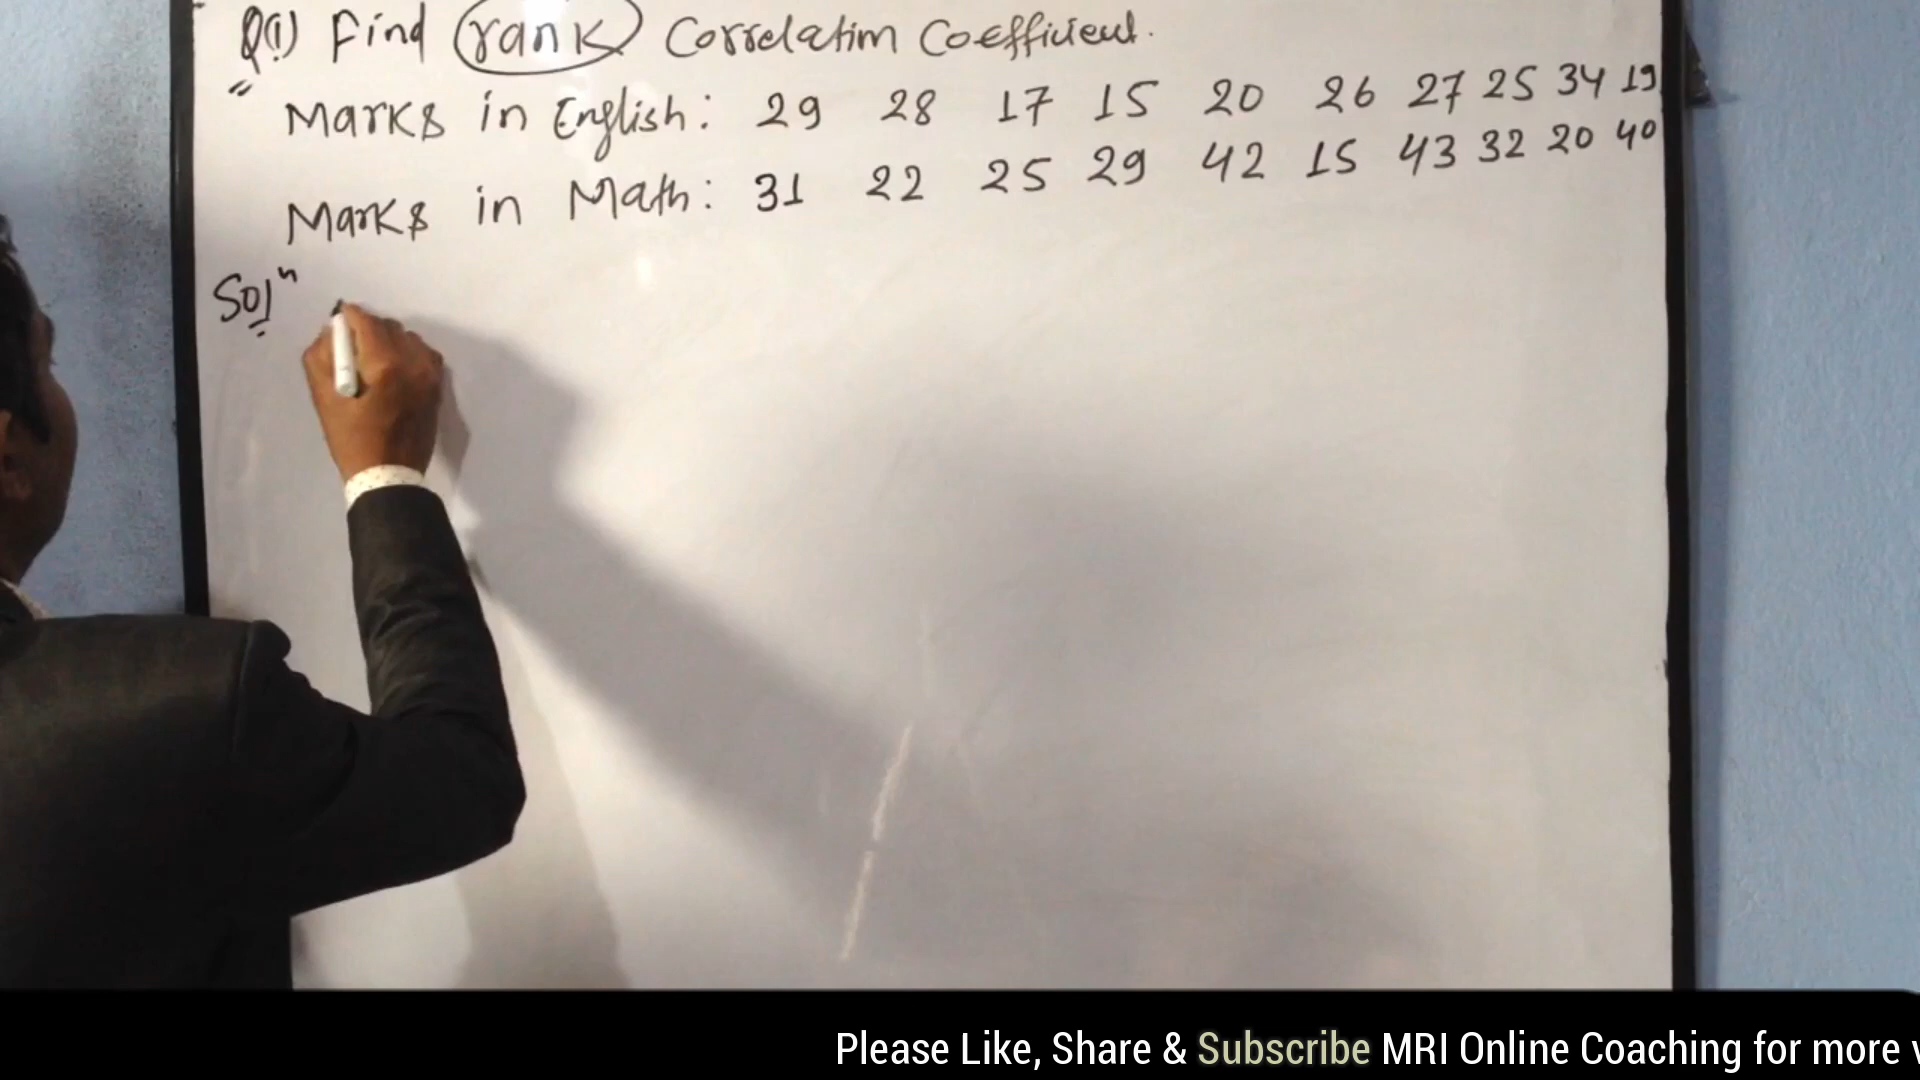 Q(1) Find rank Correlation Coefficient.
Marks in English: 29 28 17 15 20 26 27 25 34 19
Marks in Math: 31 22 25 29 42 15 43 32 20 40
Solⁿ
Please Like, Share & Subscribe MRI Online Coaching for more